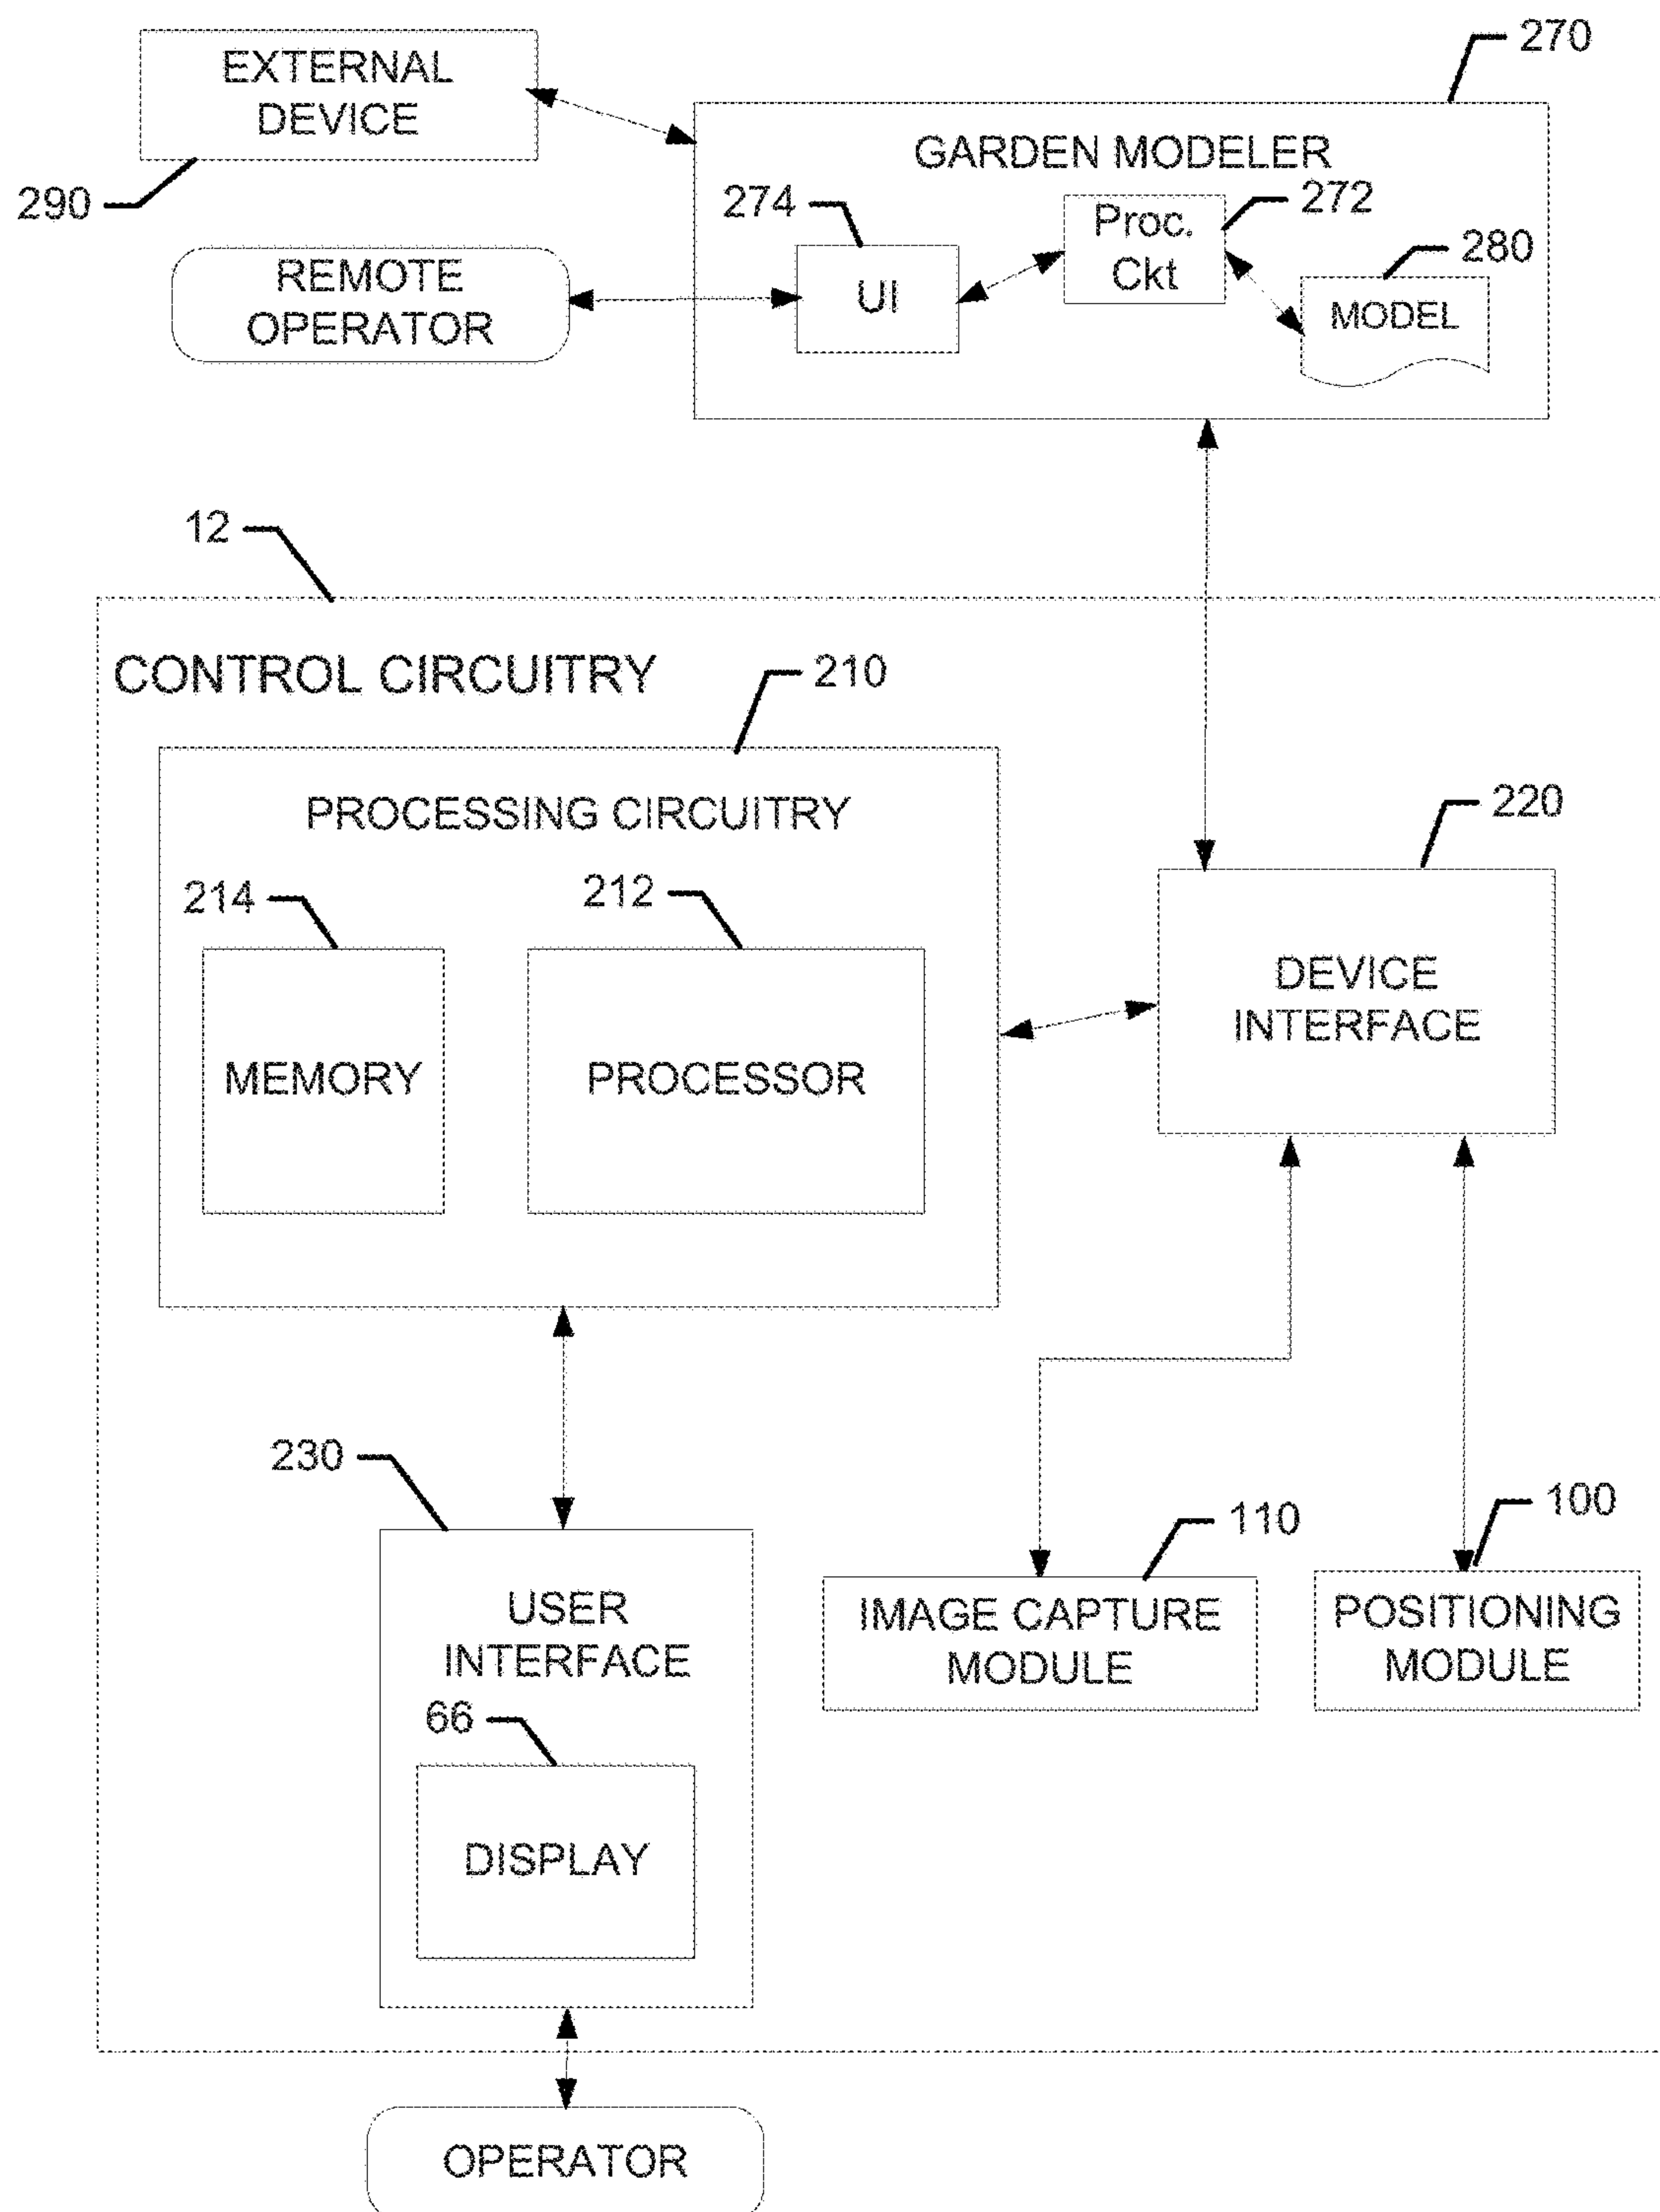 270
EXTERNAL
DEVICE
GARDEN MODELER
290
274
272
Proc.
Ckt
280
REMOTE
OPERATOR
UI
MODEL
12
CONTROL CIRCUITRY
210
PROCESSING CIRCUITRY
220
214
212
DEVICE
INTERFACE
MEMORY
PROCESSOR
230
110
100
USER
INTERFACE
IMAGE CAPTURE
MODULE
POSITIONING
MODULE
66
DISPLAY
OPERATOR